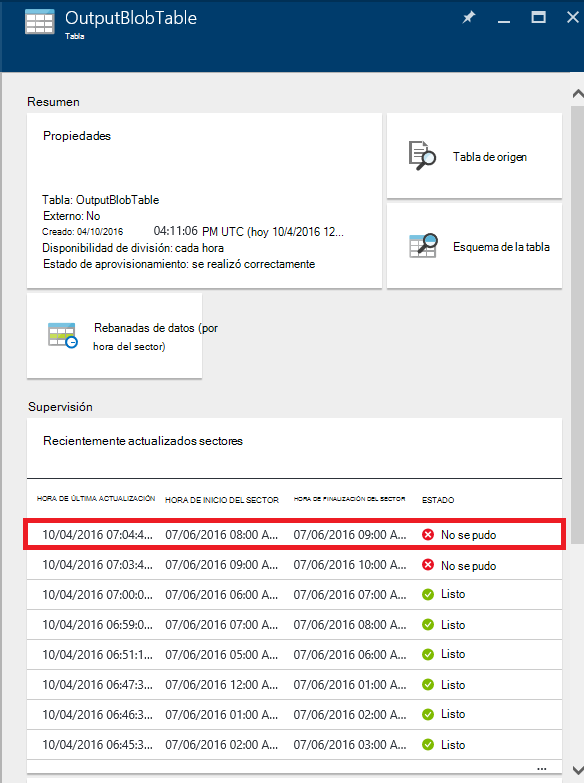 OutputBlobTable
Tabla
Resumen
Propiedades
Tabla: OutputBlobTable
Externo: No
Creado: 04/10/2016 04:11:06 PM UTC (hoy 10/4/2016 12...
Disponibilidad de división: cada hora
Estado de aprovisionamiento: se realizó correctamente
Tabla de origen
Esquema de la tabla
Rebanadas de datos (por
hora del sector)
Supervisión
Recientemente actualizados sectores
HORA DE ÚLTIMA ACTUALIZACIÓN HORA DE INICIO DEL SECTOR HORA DE FINALIZACIÓN DEL SECTOR ESTADO
10/04/2016 07:04:4... 07/06/2016 08:00 A... 07/06/2016 09:00 A... No se pudo
10/04/2016 07:03:4... 07/06/2016 09:00 A... 07/06/2016 10:00 A... No se pudo
10/04/2016 07:00:0... 07/06/2016 06:00 A... 07/06/2016 07:00 A... Listo
10/04/2016 06:59:0... 07/06/2016 07:00 A... 07/06/2016 08:00 A... Listo
10/04/2016 06:51:1... 07/06/2016 05:00 A... 07/06/2016 06:00 A... Listo
10/04/2016 06:47:3... 07/06/2016 12:00 A... 07/06/2016 01:00 A... Listo
10/04/2016 06:46:3... 07/06/2016 01:00 A... 07/06/2016 02:00 A... Listo
10/04/2016 06:45:3... 07/06/2016 02:00 A... 07/06/2016 03:00 A... Listo
...